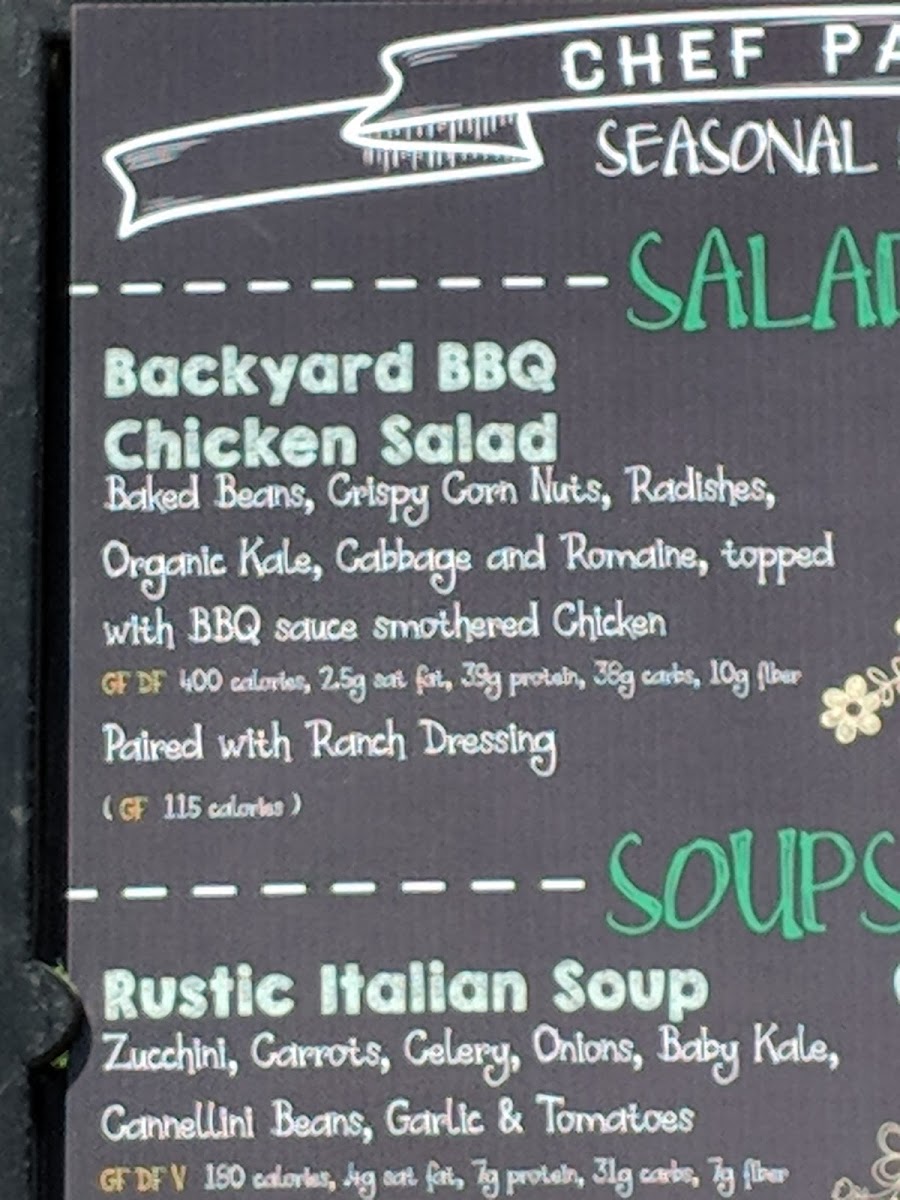 CHEF PA
SEASONAL
SALAD
Backyard BBQ
Chicken Salad
Baked Beans, Crispy Corn Nuts, Radishes,
Organic Kale, Cabbage and Romaine, topped
with BBQ sauce smothered Chicken
GF DF 400 calories, 2.5g sat fat, 39g protein, 38g carbs, 10g fiber
Paired with Ranch Dressing
( GF 115 calories )
SOUPS
Rustic Italian Soup
Zucchini, Carrots, Celery, Onions, Baby Kale,
Cannellini Beans, Garlic & Tomatoes
GF DF V 180 calories, .4g sat fat, 7g protein, 31g carbs, 7g fiber